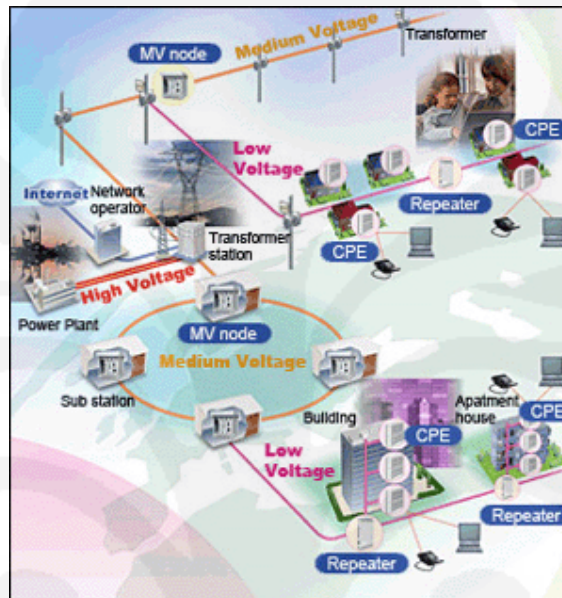 Medium Voltage
Transformer
MV node
CPE
Low
Voltage
Internet
Network
operator
Repeater
Transformer
station
CPE
High Voltage
Power Plant
MV node
Medium Voltage
Sub station
Building
Apatment
house
CPE
CPE
Low
Voltage
Repeater
Repeater